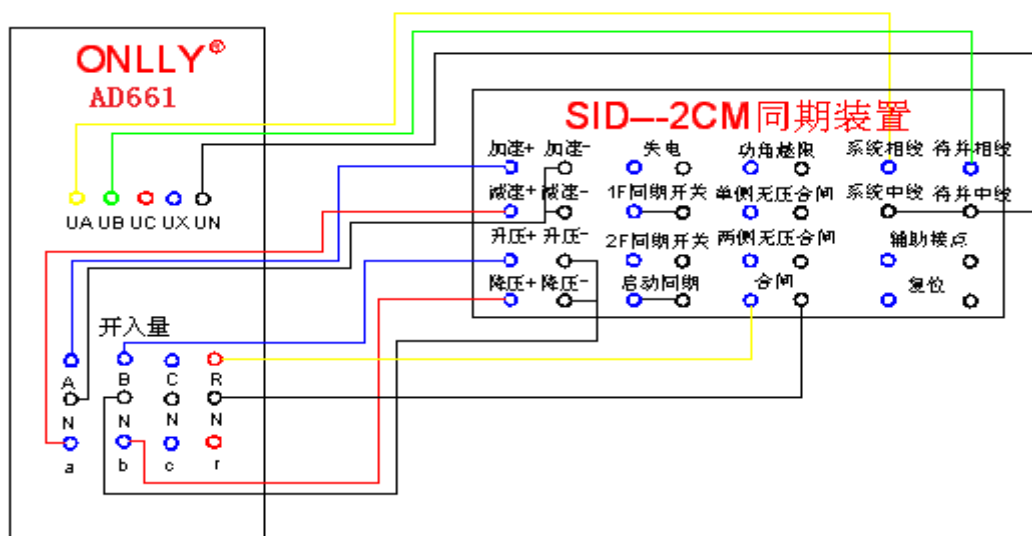 ONLLY®
AD661
UA UB UC UX UN
开入量
A B C R
N N N N
a b c r
SID—2CM同期装置
加速+ 加速- 失电 功角越限 系统相线 待并相线
减速+ 减速- 1F同期开关 单侧无压合闸 系统中线 待并中线
升压+ 升压- 2F同期开关 两侧无压合闸 辅助接点
降压+ 降压- 启动同期 合闸 复位